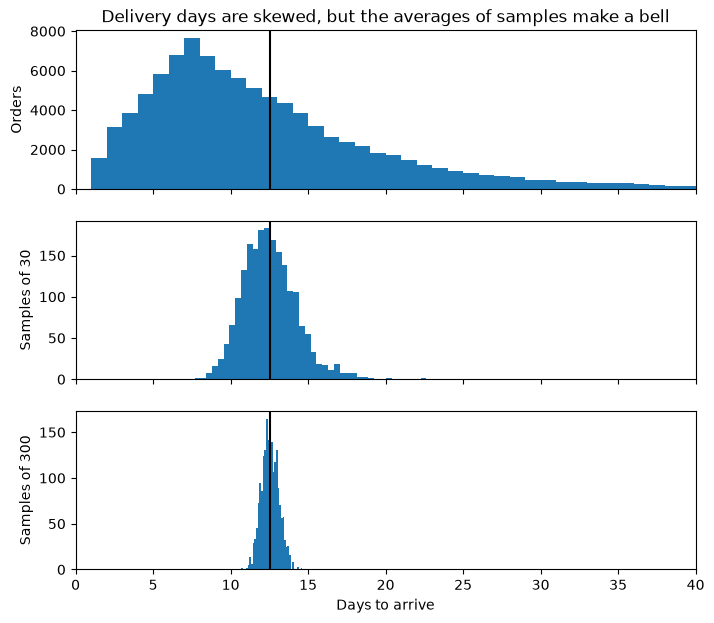 Delivery days are skewed, but the averages of samples make a bell
8000
6000
4000
2000
0
Orders
150
100
50
0
Samples of 30
150
100
50
0
Samples of 300
0 5 10 15 20 25 30 35 40
Days to arrive